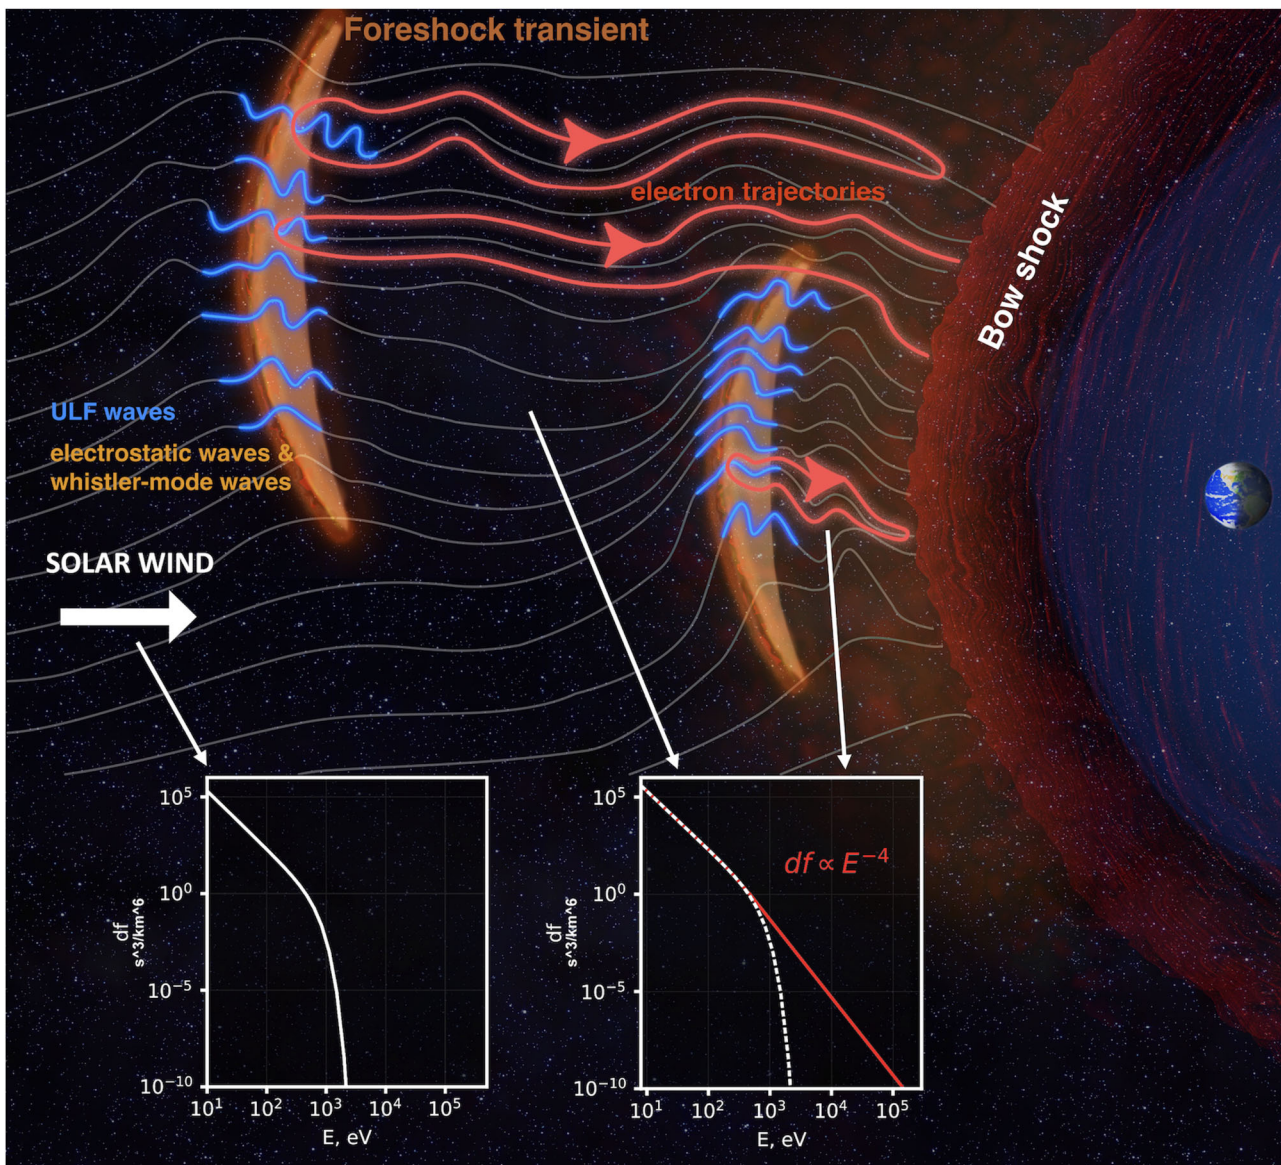 Foreshock transient
electron trajectories
Bow shock
ULF waves
electrostatic waves &
whistler-mode waves
SOLAR WIND
10^5
10^0
10^-5
10^-10
df
s^3/km^6
10^1 10^2 10^3 10^4 10^5
E, eV
10^5
10^0
10^-5
10^-10
df
s^3/km^6
df ∝ E^-4
10^1 10^2 10^3 10^4 10^5
E, eV